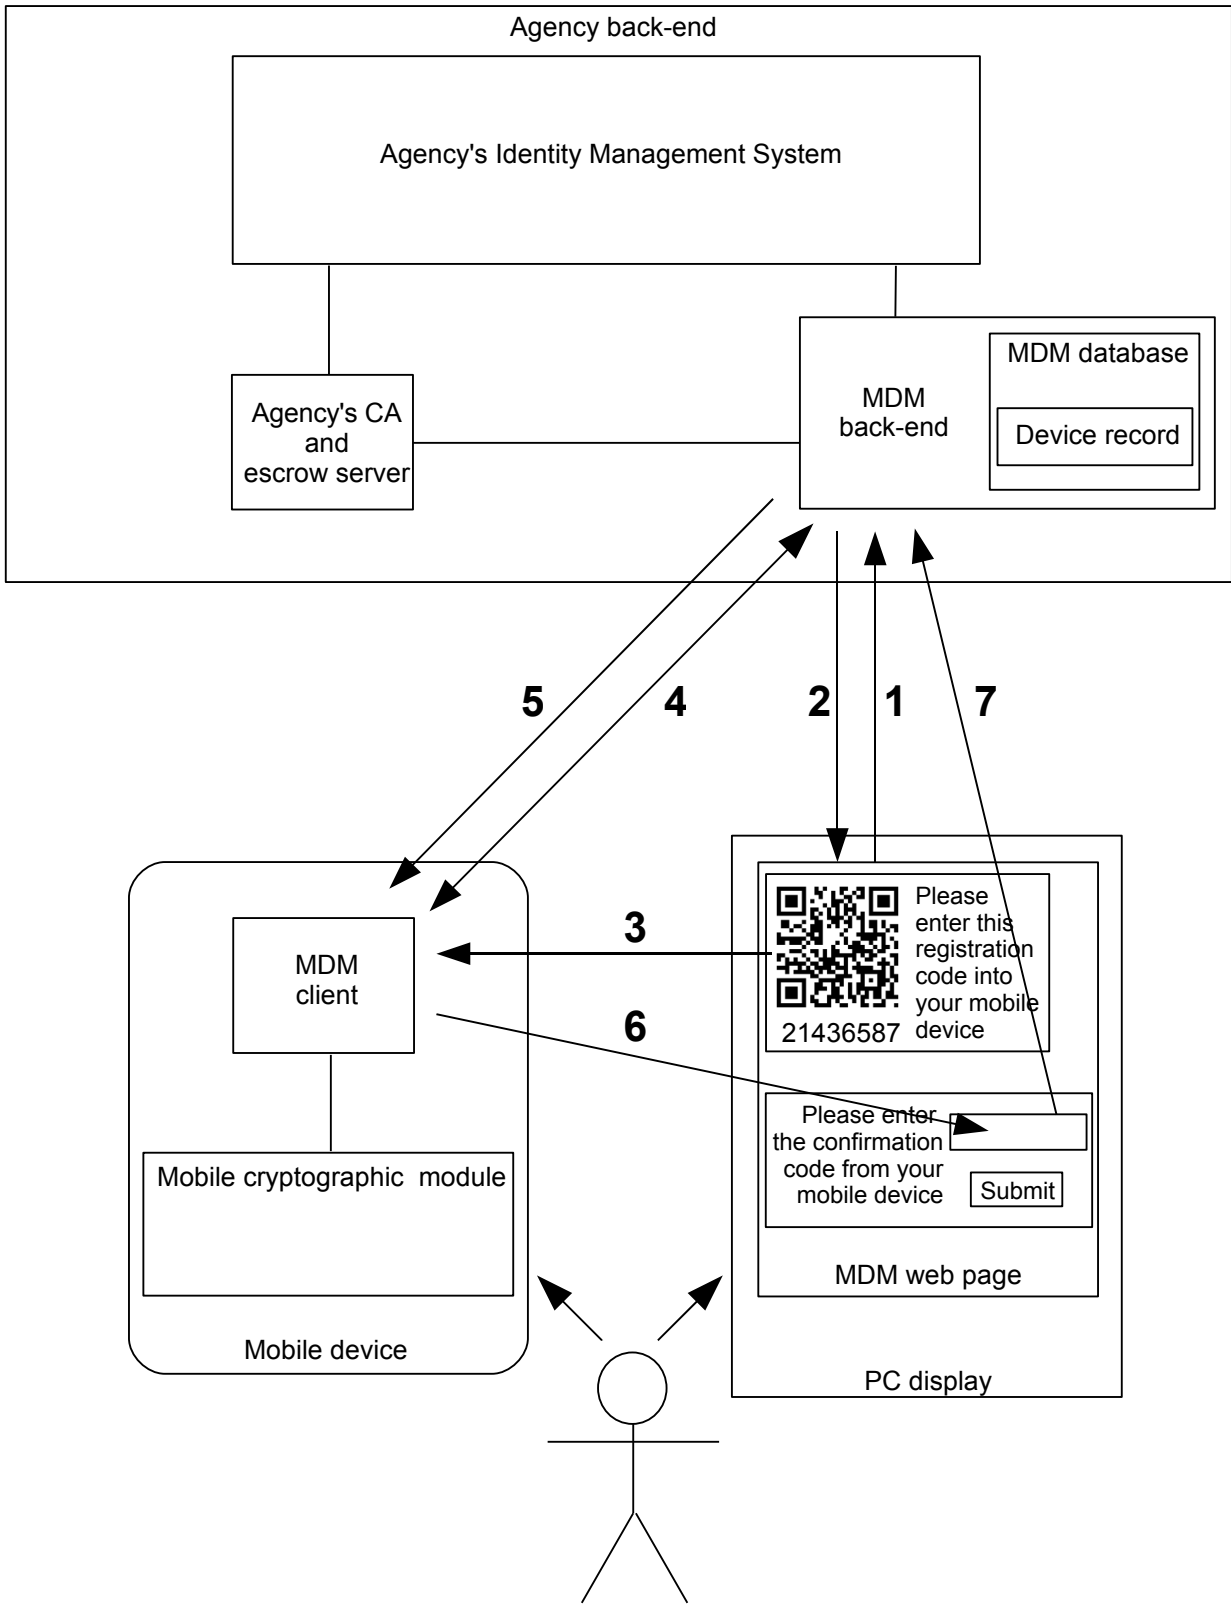 Agency back-end
Agency's Identity Management System
MDM database
Agency's CA
and
escrow server
MDM
back-end
Device record
5
4
2
1
7
Please
enter this
registration
code into
your mobile
device
21436587
3
MDM
client
6
Please enter
the confirmation
code from your
mobile device
Submit
Mobile cryptographic module
MDM web page
Mobile device
PC display